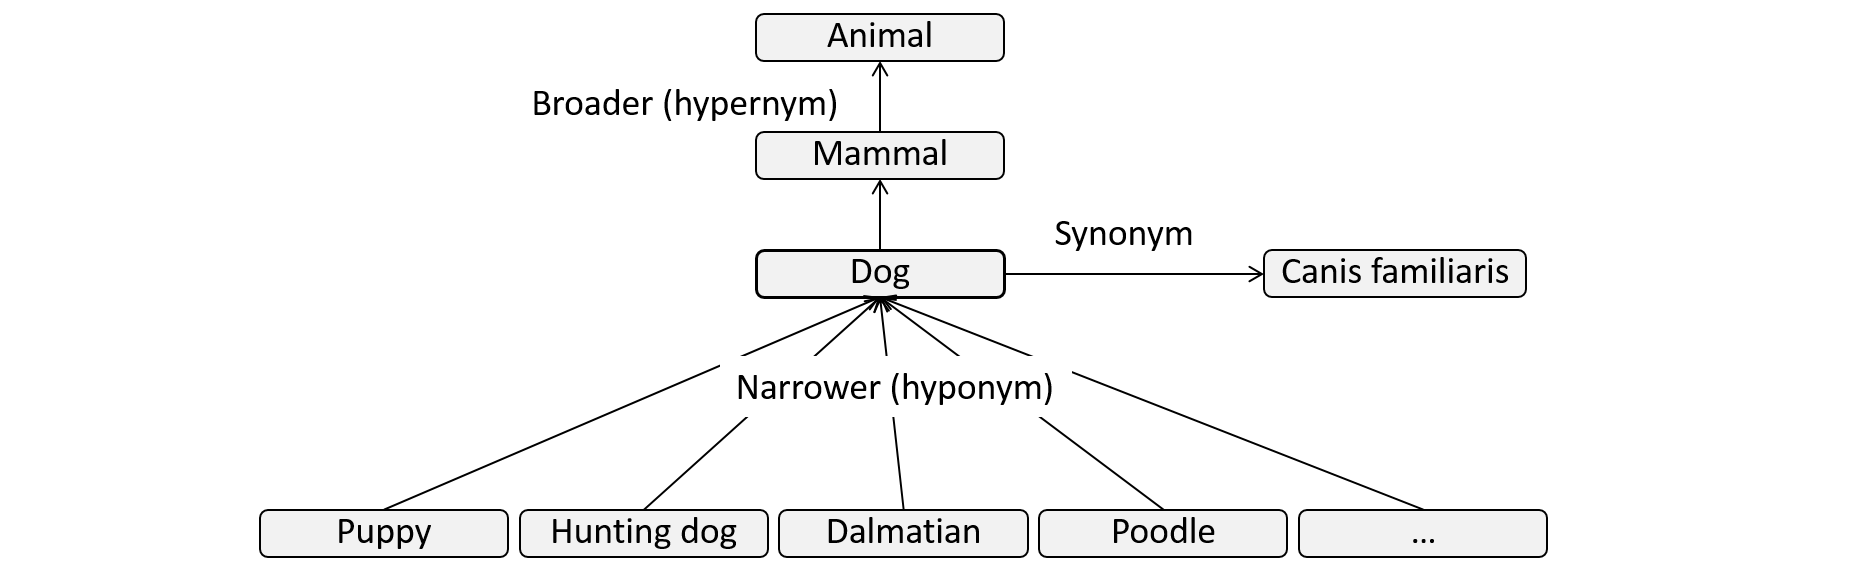 Animal
Broader (hypernym)
Mammal
Synonym
Dog
Canis familiaris
Narrower (hyponym)
Puppy
Hunting dog
Dalmatian
Poodle
...